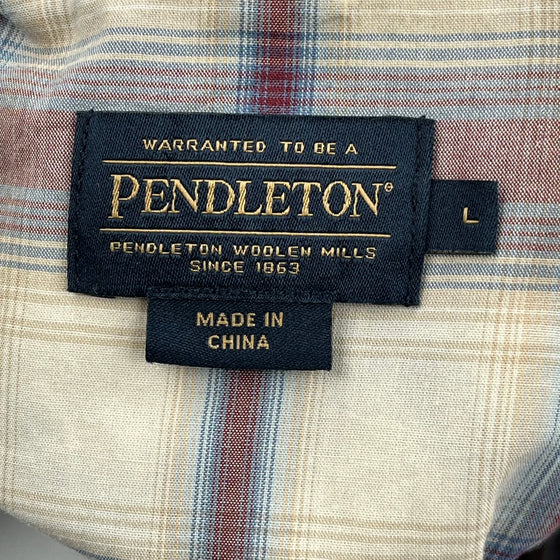 WARRANTED TO BE A
PENDLETON®
PENDLETON WOOLEN MILLS
SINCE 1863
L
MADE IN
CHINA